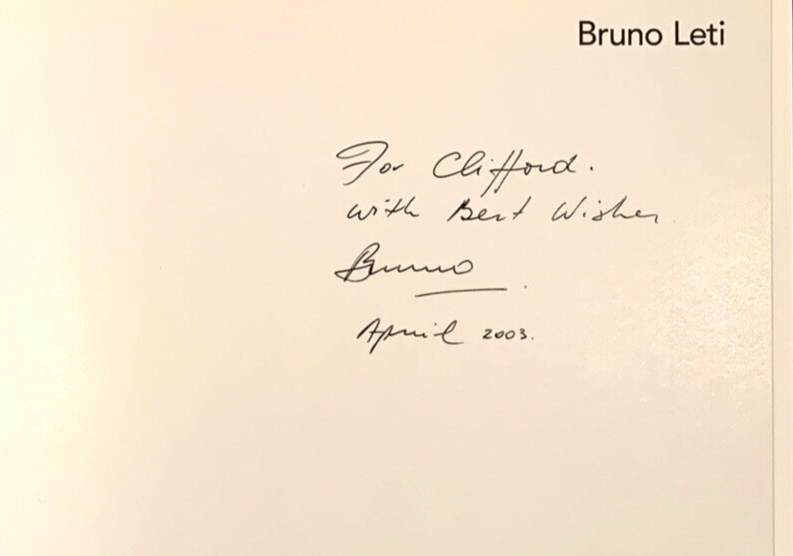 Bruno Leti
For Clifford.
with Best Wishes
Bruno
April 2003.